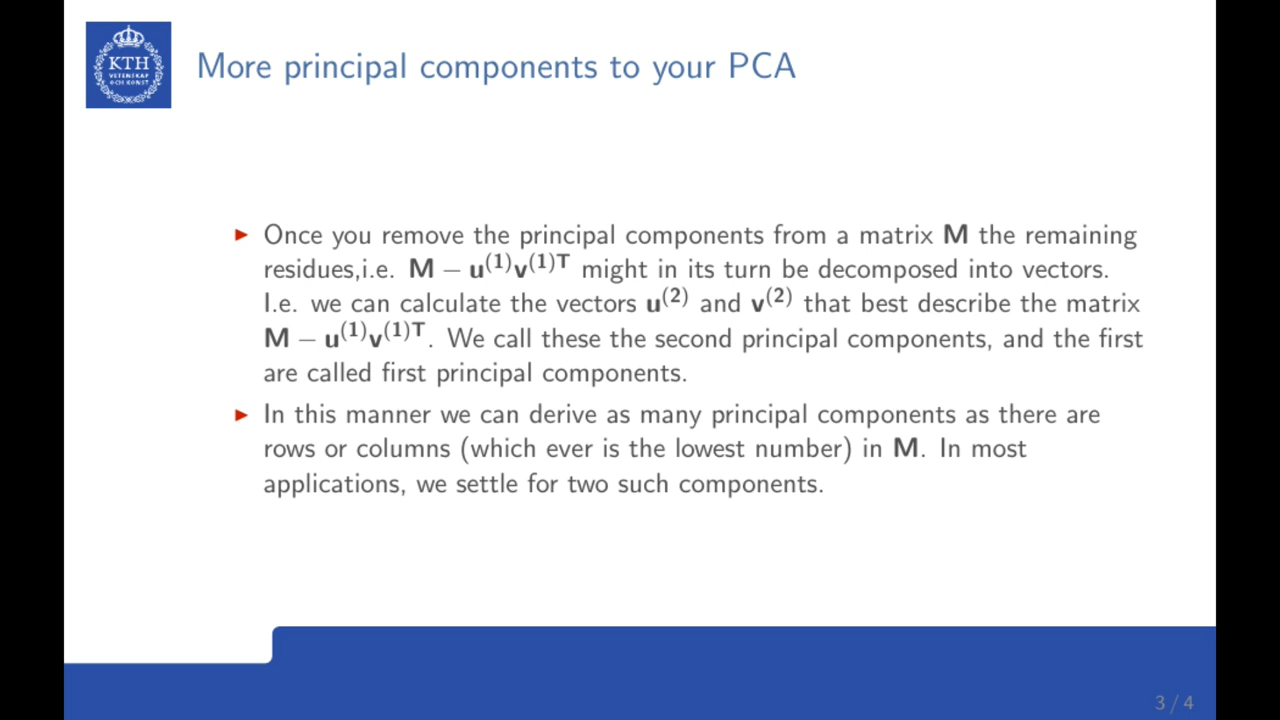 KTH
VETENSKAP
OCH KONST
More principal components to your PCA
▶ Once you remove the principal components from a matrix M the remaining
residues,i.e. M − u⁽¹⁾v⁽¹⁾ᵀ might in its turn be decomposed into vectors.
I.e. we can calculate the vectors u⁽²⁾ and v⁽²⁾ that best describe the matrix
M − u⁽¹⁾v⁽¹⁾ᵀ. We call these the second principal components, and the first
are called first principal components.
▶ In this manner we can derive as many principal components as there are
rows or columns (which ever is the lowest number) in M. In most
applications, we settle for two such components.
3 / 4